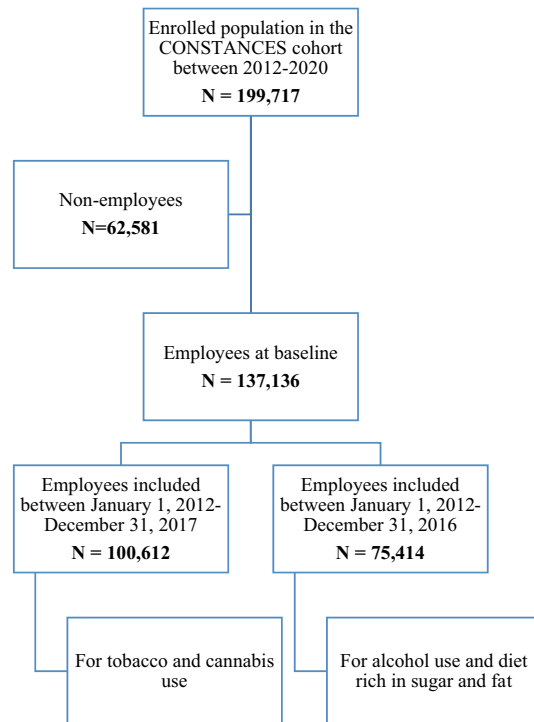 Enrolled population in the
CONSTANCES cohort
between 2012-2020
N = 199,717
Non-employees
N=62,581
Employees at baseline
N = 137,136
Employees included
between January 1, 2012-
December 31, 2017
N = 100,612
Employees included
between January 1, 2012-
December 31, 2016
N = 75,414
For tobacco and cannabis
use
For alcohol use and diet
rich in sugar and fat